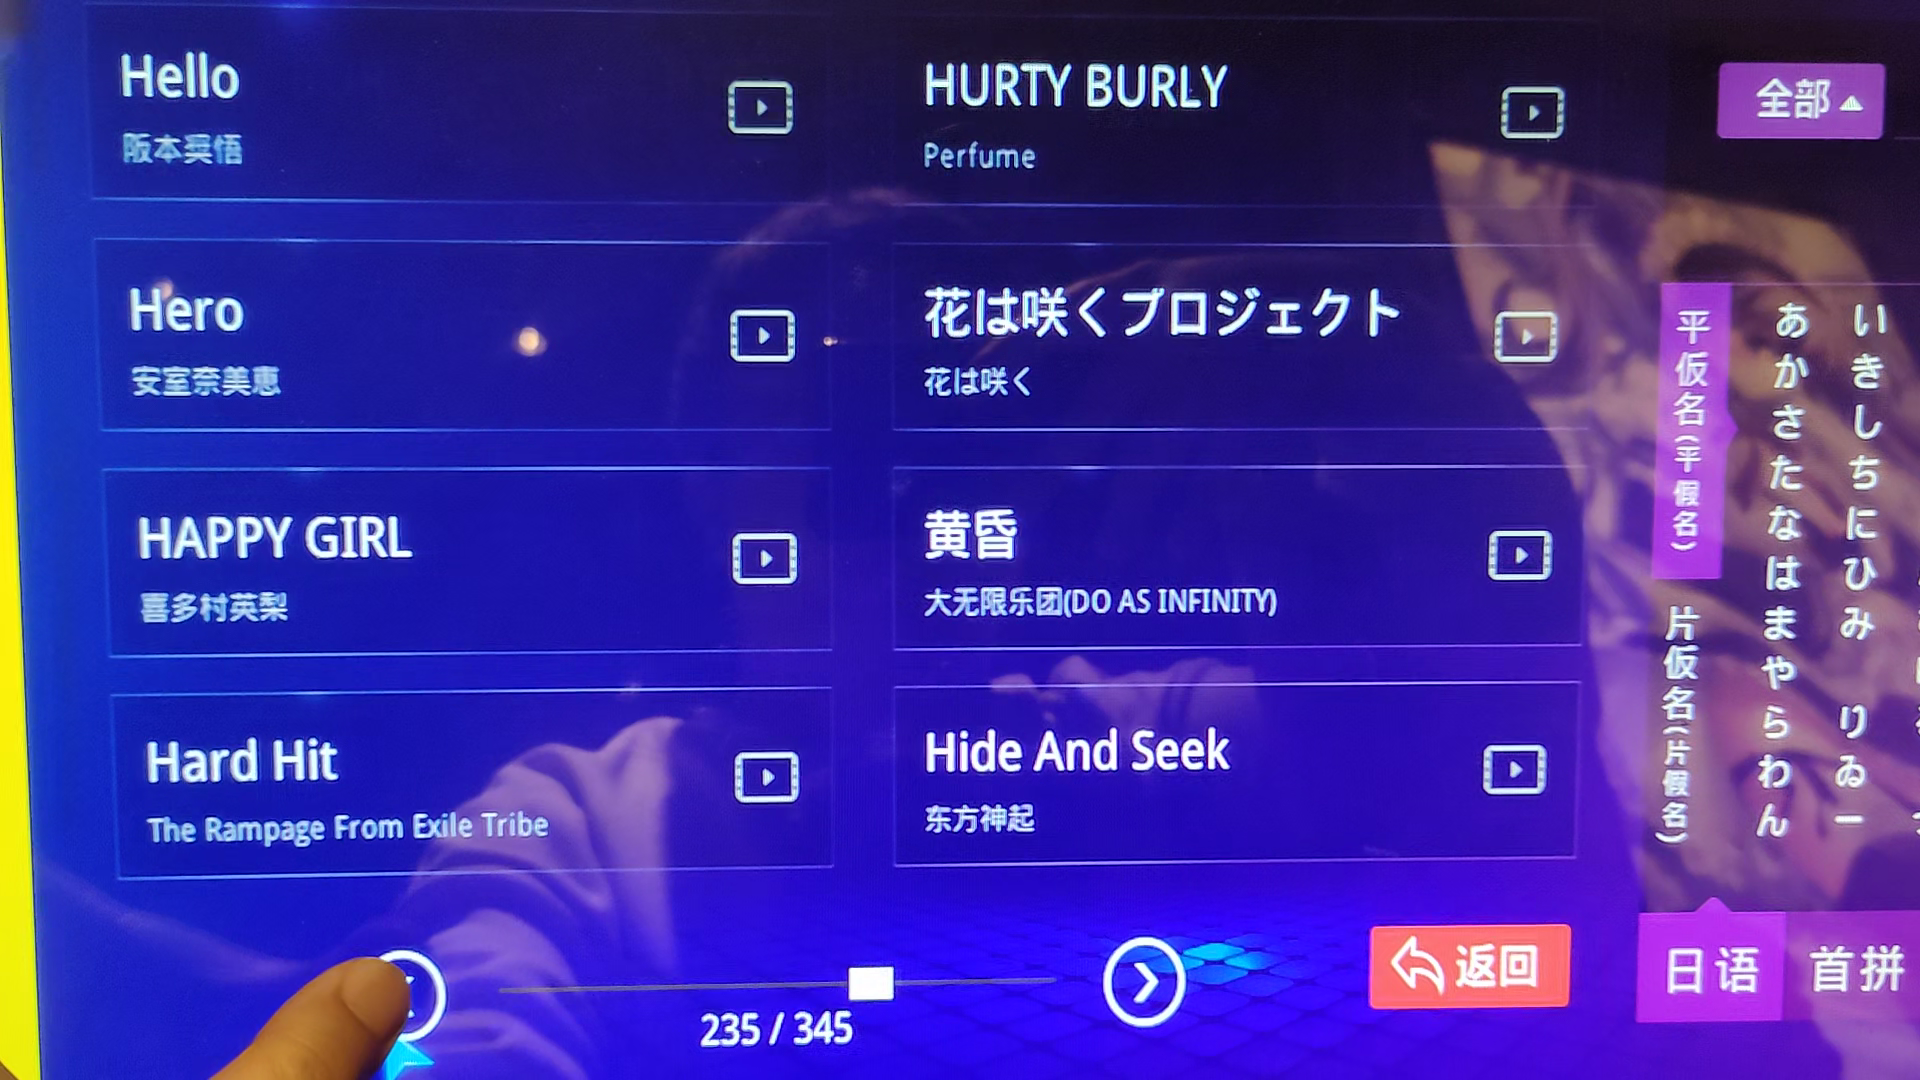 Hello
阪本奨悟
HURTY BURLY
Perfume
全部
Hero
安室奈美恵
花は咲くプロジェクト
花は咲く
HAPPY GIRL
喜多村英梨
黄昏
大无限乐团(DO AS INFINITY)
Hard Hit
The Rampage From Exile Tribe
Hide And Seek
东方神起
平仮名(平假名)
片仮名(片假名)
あかさたなはまやらわん
いきしちにひみ りゐー
235 / 345
返回
日语
首拼